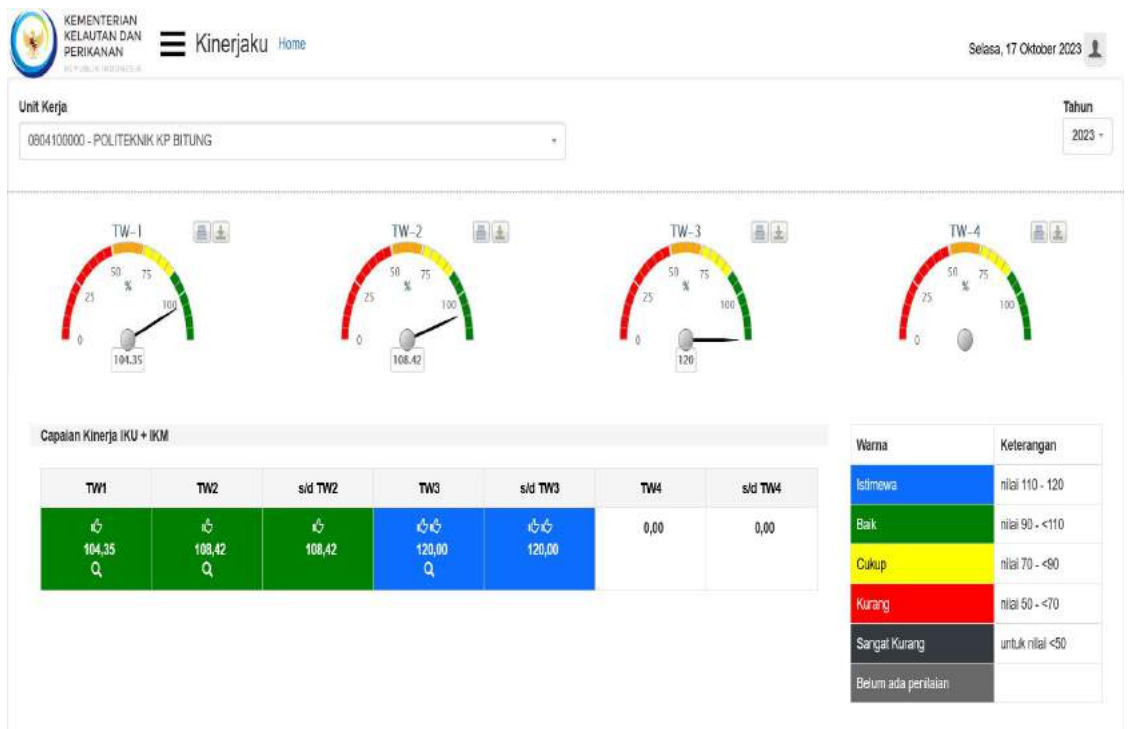 KEMENTERIAN
KELAUTAN DAN
PERIKANAN
REPUBLIK INDONESIA
Kinerjaku Home
Selasa, 17 Oktober 2023
Unit Kerja
Tahun
0804100000 - POLITEKNIK KP BITUNG
2023
TW-1
0 25 50 75 100
%
104.35
TW-2
0 25 50 75 100
%
108.42
TW-3
0 25 50 75 100
%
120
TW-4
0 25 50 75 100
%
Capaian Kinerja IKU + IKM
TW1 TW2 s/d TW2 TW3 s/d TW3 TW4 s/d TW4
104,35 108,42 108,42 120,00 120,00 0,00 0,00
Warna Keterangan
Istimewa nilai 110 - 120
Baik nilai 90 - <110
Cukup nilai 70 - <90
Kurang nilai 50 - <70
Sangat Kurang untuk nilai <50
Belum ada penilaian